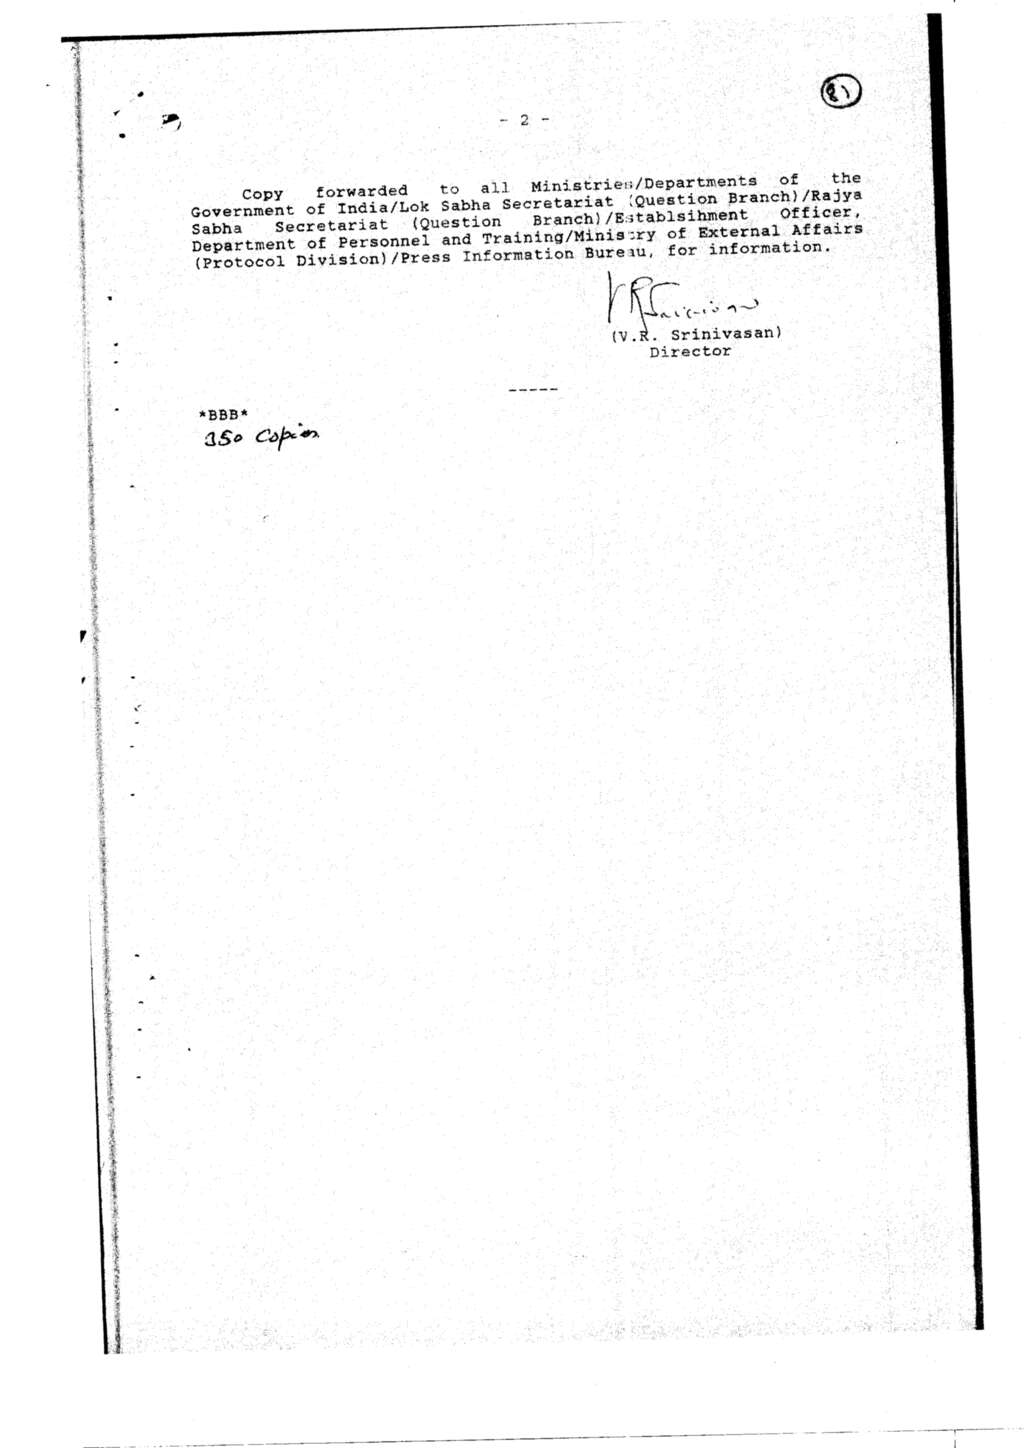 81
- 2 -
Copy forwarded to all Ministries/Departments of the
Government of India/Lok Sabha Secretariat (Question Branch)/Rajya
Sabha Secretariat (Question Branch)/Establsihment Officer,
Department of Personnel and Training/Ministry of External Affairs
(Protocol Division)/Press Information Bureau, for information.
VRSrinivasan
(V.R. Srinivasan)
Director
-----
*BBB*
350 Copies.